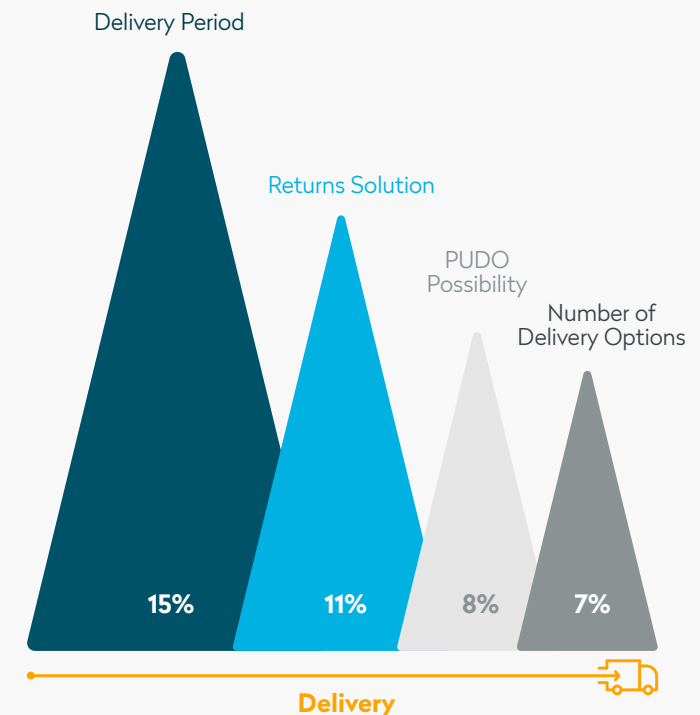 Delivery Period
Returns Solution
PUDO
Possibility
Number of
Delivery Options
15%
11%
8%
7%
Delivery